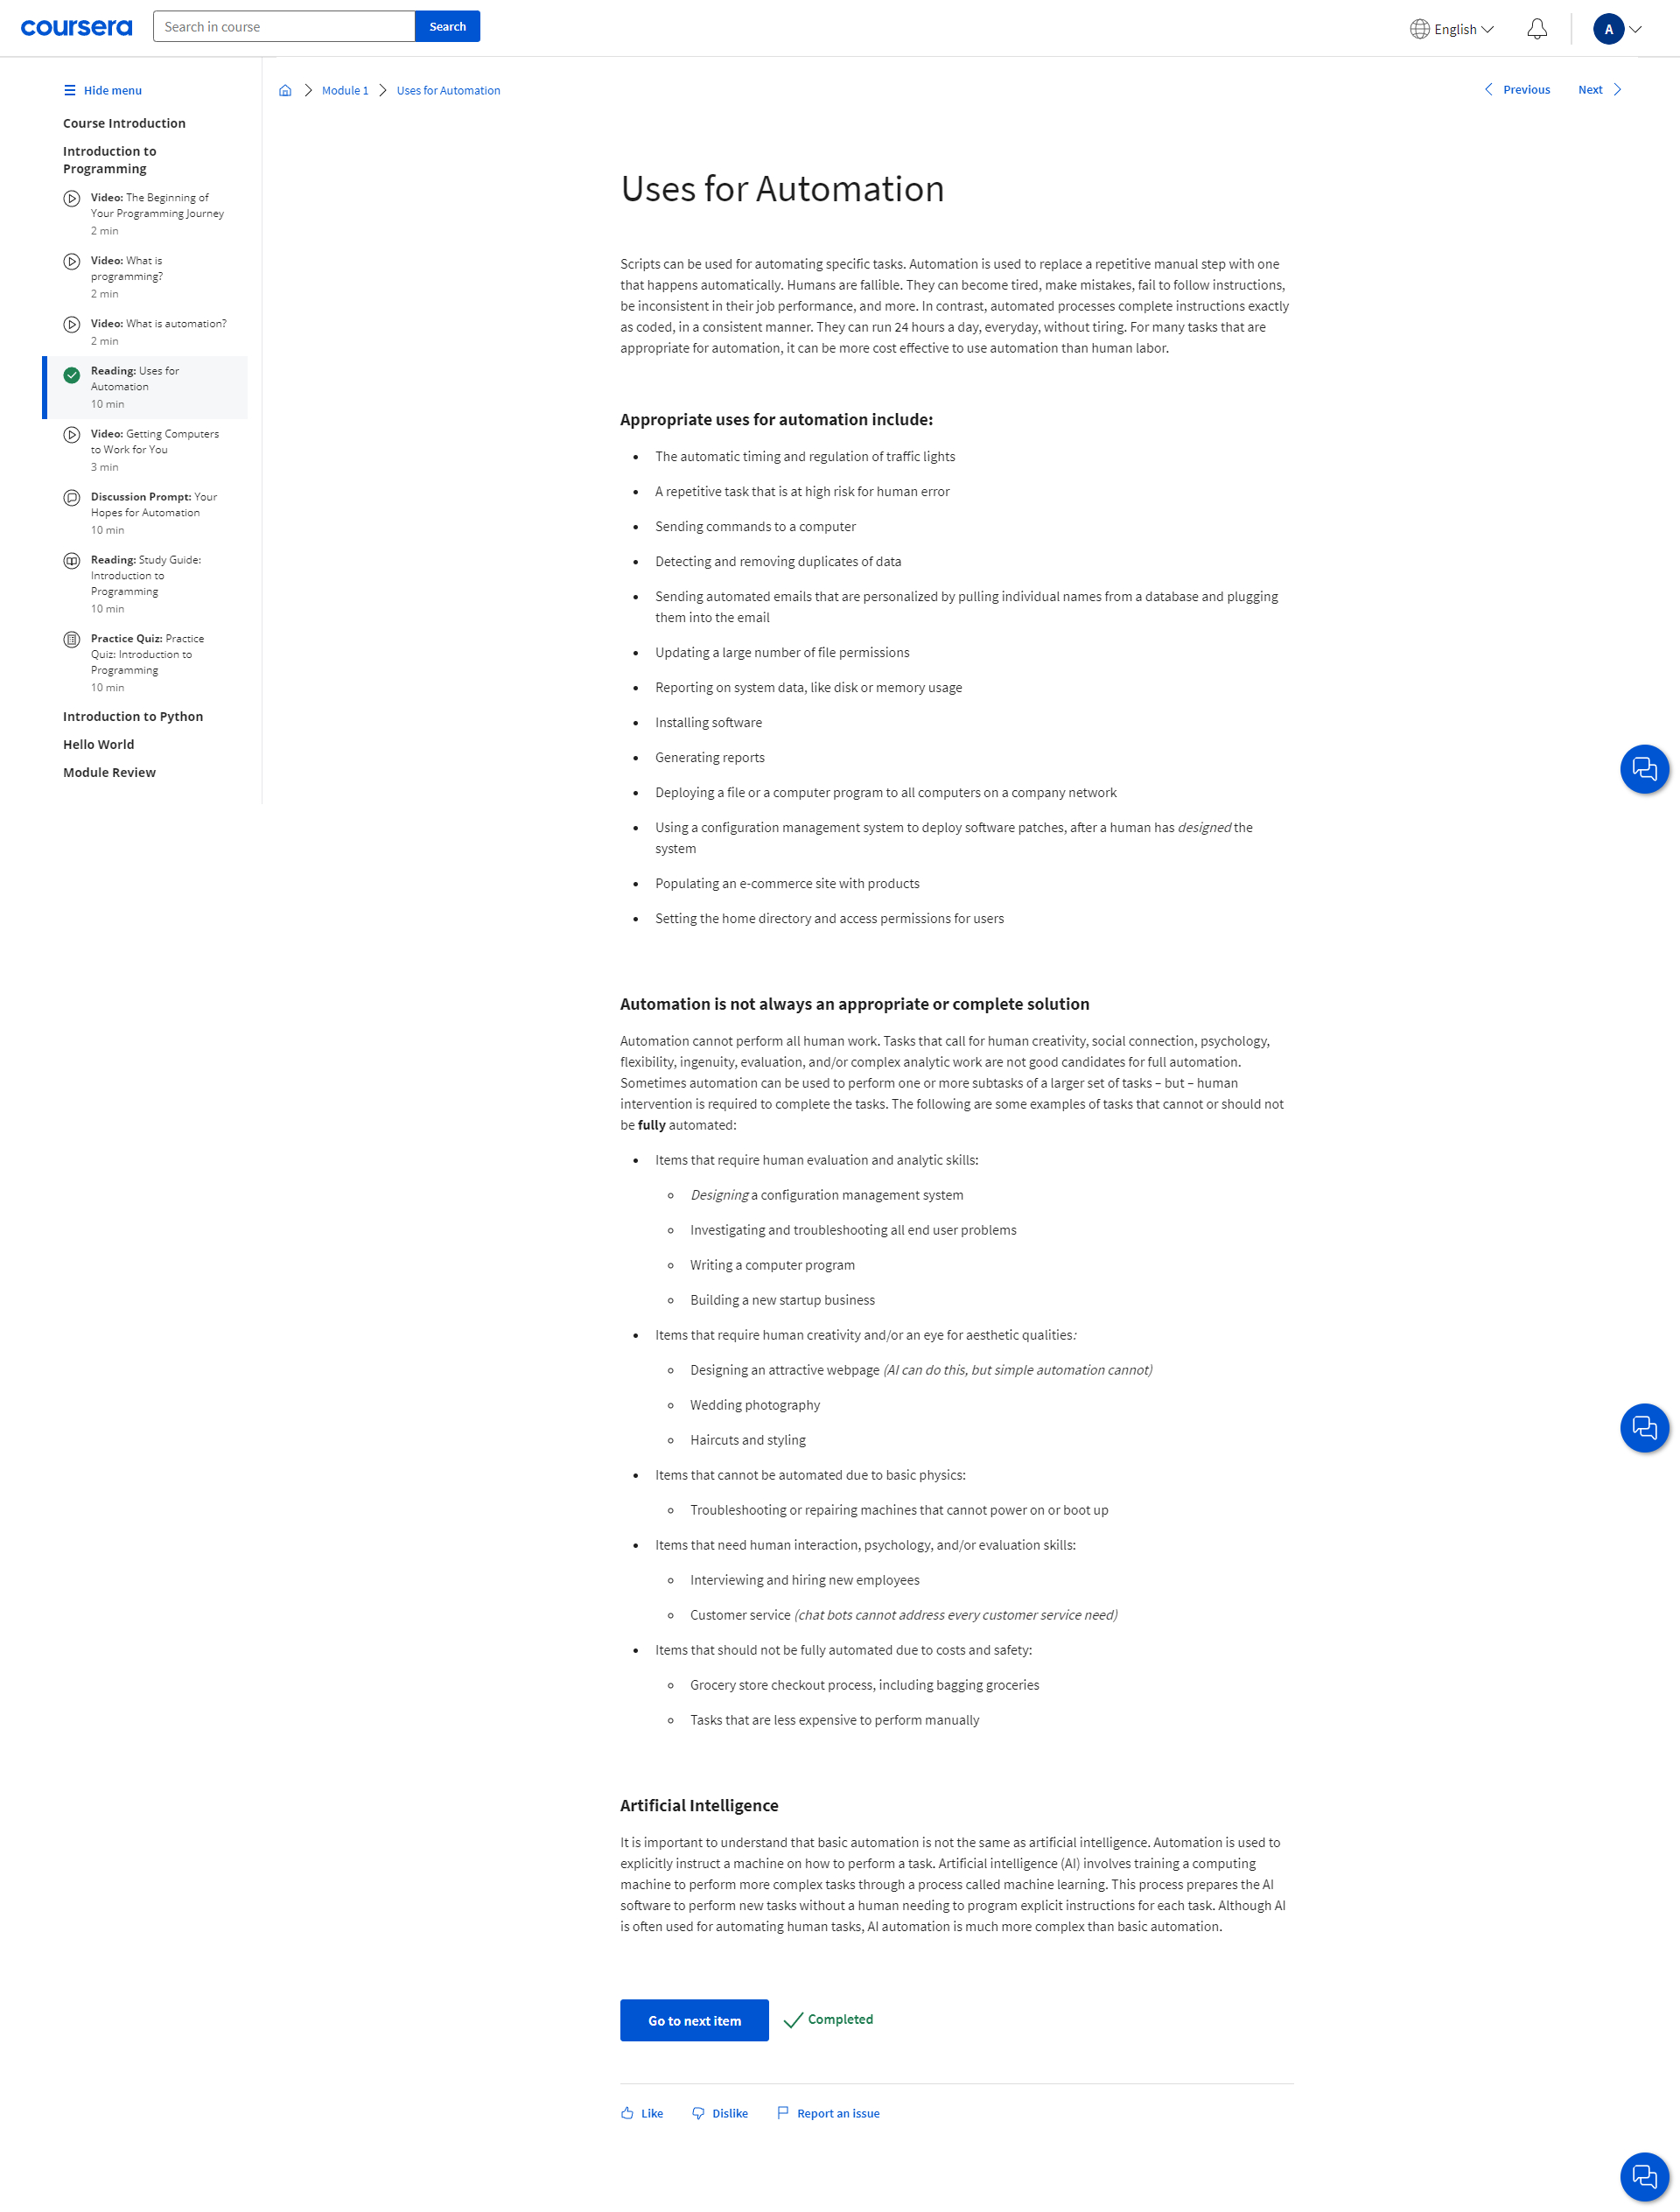 coursera
Search in course
Search
English
A
Hide menu
Course Introduction
Introduction to
Programming
Video: The Beginning of
Your Programming Journey
2 min
Video: What is
programming?
2 min
Video: What is automation?
2 min
Reading: Uses for
Automation
10 min
Video: Getting Computers
to Work for You
3 min
Discussion Prompt: Your
Hopes for Automation
10 min
Reading: Study Guide:
Introduction to
Programming
10 min
Practice Quiz: Practice
Quiz: Introduction to
Programming
10 min
Introduction to Python
Hello World
Module Review
Module 1
Uses for Automation
Previous
Next
Uses for Automation
Scripts can be used for automating specific tasks. Automation is used to replace a repetitive manual step with one
that happens automatically. Humans are fallible. They can become tired, make mistakes, fail to follow instructions,
be inconsistent in their job performance, and more. In contrast, automated processes complete instructions exactly
as coded, in a consistent manner. They can run 24 hours a day, everyday, without tiring. For many tasks that are
appropriate for automation, it can be more cost effective to use automation than human labor.
Appropriate uses for automation include:
• The automatic timing and regulation of traffic lights
• A repetitive task that is at high risk for human error
• Sending commands to a computer
• Detecting and removing duplicates of data
• Sending automated emails that are personalized by pulling individual names from a database and plugging
them into the email
• Updating a large number of file permissions
• Reporting on system data, like disk or memory usage
• Installing software
• Generating reports
• Deploying a file or a computer program to all computers on a company network
• Using a configuration management system to deploy software patches, after a human has designed the
system
• Populating an e-commerce site with products
• Setting the home directory and access permissions for users
Automation is not always an appropriate or complete solution
Automation cannot perform all human work. Tasks that call for human creativity, social connection, psychology,
flexibility, ingenuity, evaluation, and/or complex analytic work are not good candidates for full automation.
Sometimes automation can be used to perform one or more subtasks of a larger set of tasks – but – human
intervention is required to complete the tasks. The following are some examples of tasks that cannot or should not
be fully automated:
• Items that require human evaluation and analytic skills:
◦ Designing a configuration management system
◦ Investigating and troubleshooting all end user problems
◦ Writing a computer program
◦ Building a new startup business
• Items that require human creativity and/or an eye for aesthetic qualities:
◦ Designing an attractive webpage (AI can do this, but simple automation cannot)
◦ Wedding photography
◦ Haircuts and styling
• Items that cannot be automated due to basic physics:
◦ Troubleshooting or repairing machines that cannot power on or boot up
• Items that need human interaction, psychology, and/or evaluation skills:
◦ Interviewing and hiring new employees
◦ Customer service (chat bots cannot address every customer service need)
• Items that should not be fully automated due to costs and safety:
◦ Grocery store checkout process, including bagging groceries
◦ Tasks that are less expensive to perform manually
Artificial Intelligence
It is important to understand that basic automation is not the same as artificial intelligence. Automation is used to
explicitly instruct a machine on how to perform a task. Artificial intelligence (AI) involves training a computing
machine to perform more complex tasks through a process called machine learning. This process prepares the AI
software to perform new tasks without a human needing to program explicit instructions for each task. Although AI
is often used for automating human tasks, AI automation is much more complex than basic automation.
Go to next item
Completed
Like
Dislike
Report an issue